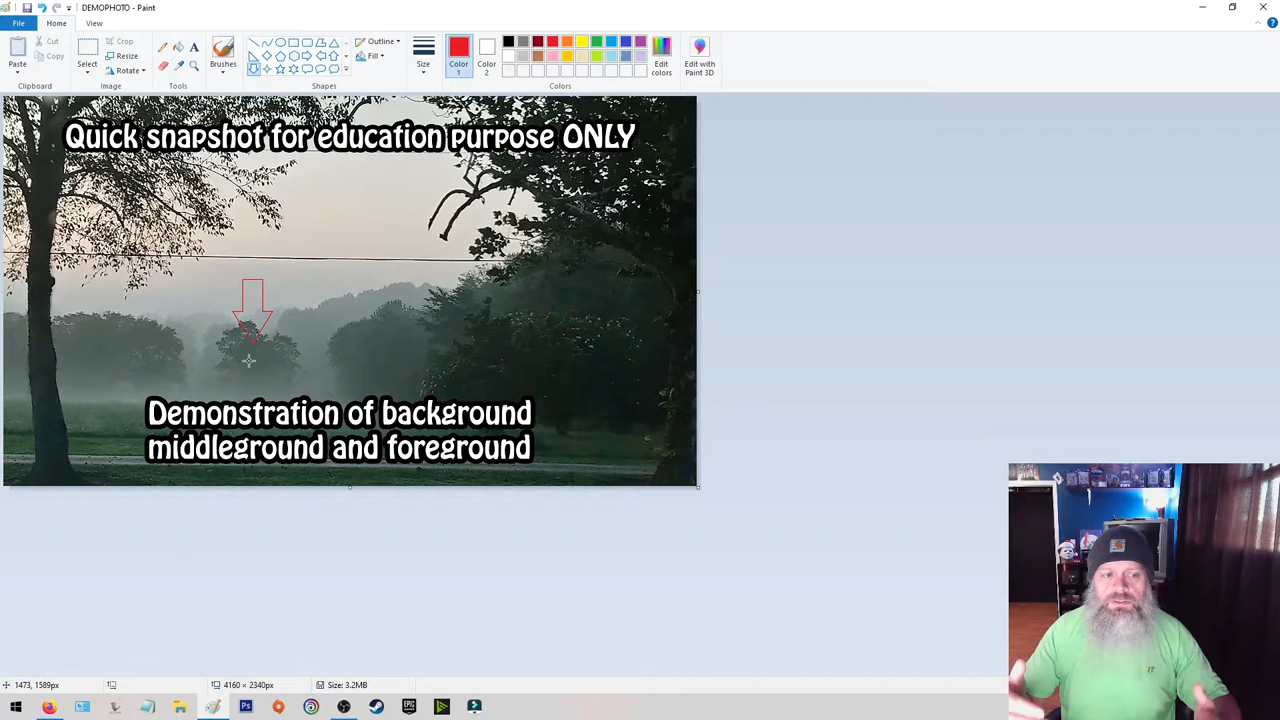 DEMOPHOTO - Paint
File
Home
View
Paste
Cut
Copy
Clipboard
Select
Crop
Resize
Rotate
Image
A
Tools
Brushes
Outline
Fill
Shapes
Size
Color
1
Color
2
Edit
colors
Colors
Edit with
Paint 3D
Quick snapshot for education purpose ONLY
Demonstration of background
middleground and foreground
1473, 1589px
4160 × 2340px
Size: 3.2MB
Ps
EPIC